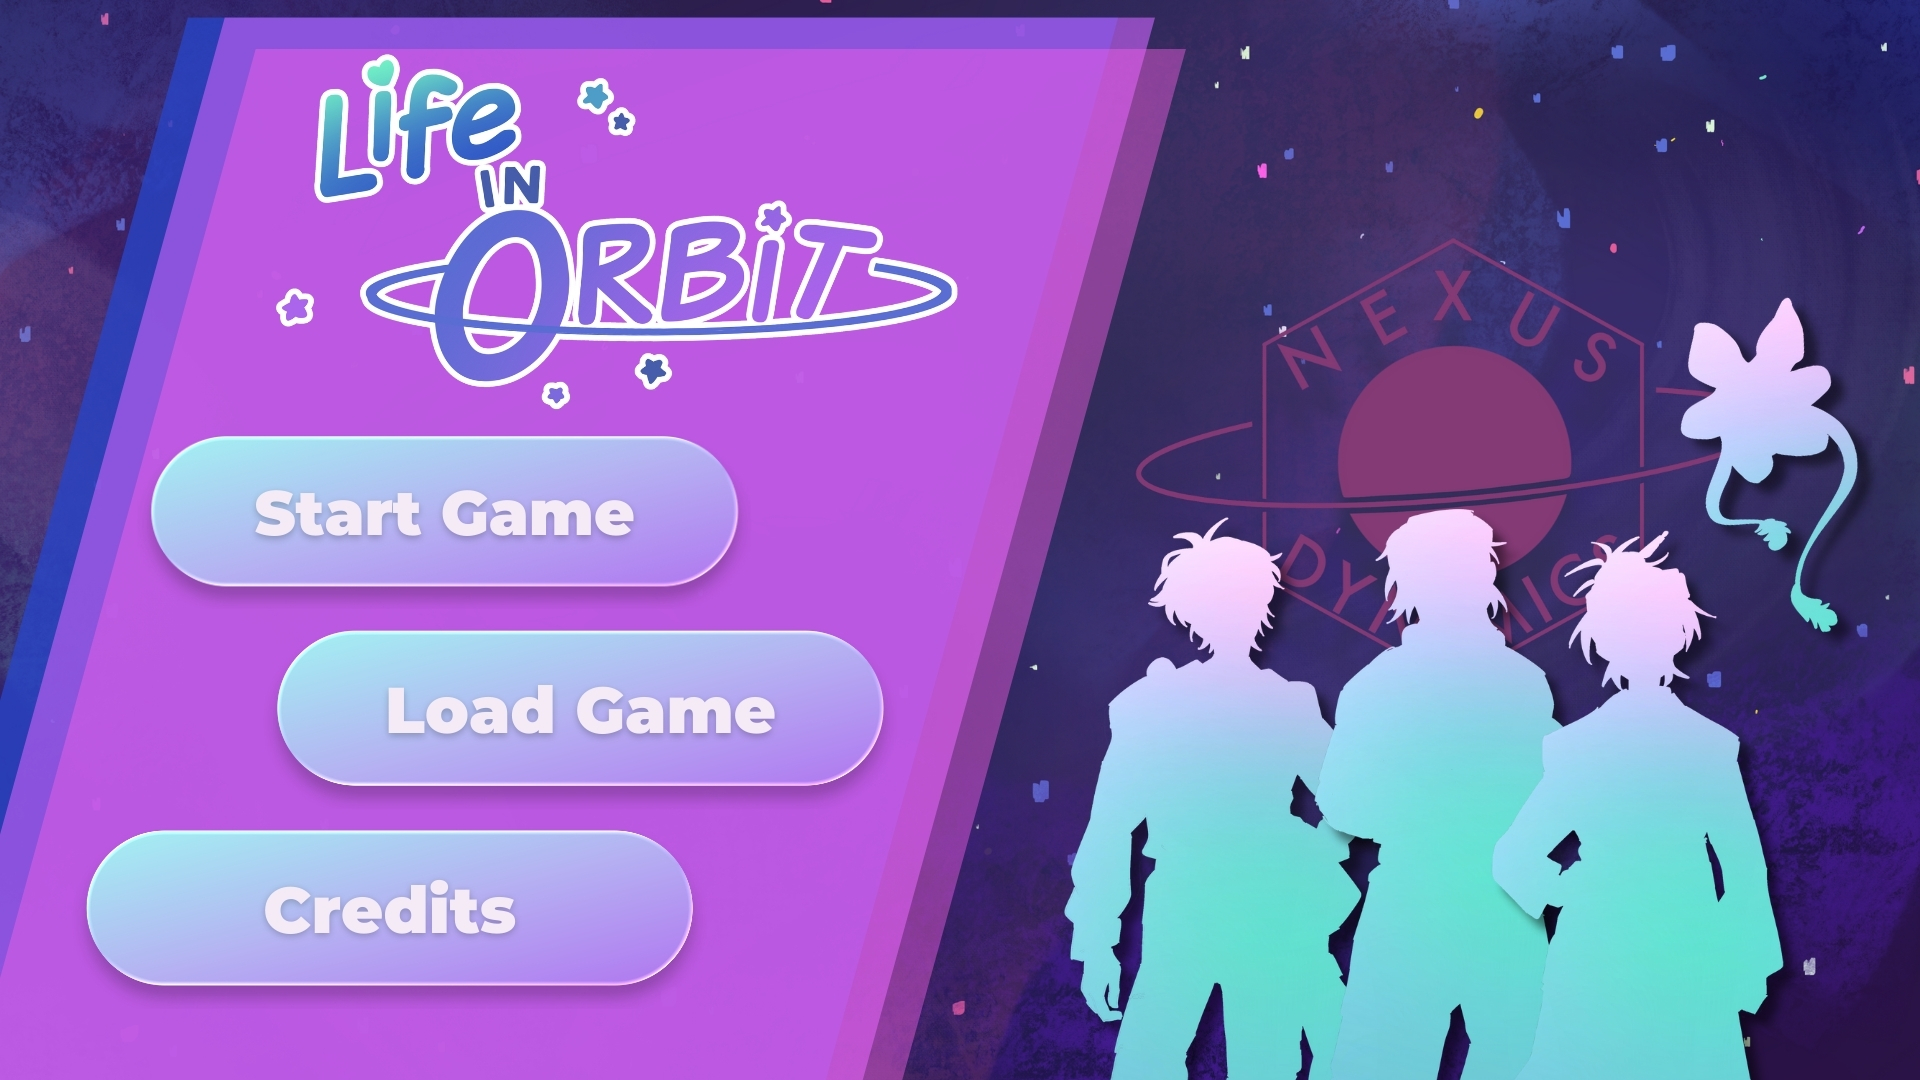 Life
IN
ORBiT
Start Game
Load Game
Credits
NEXUS